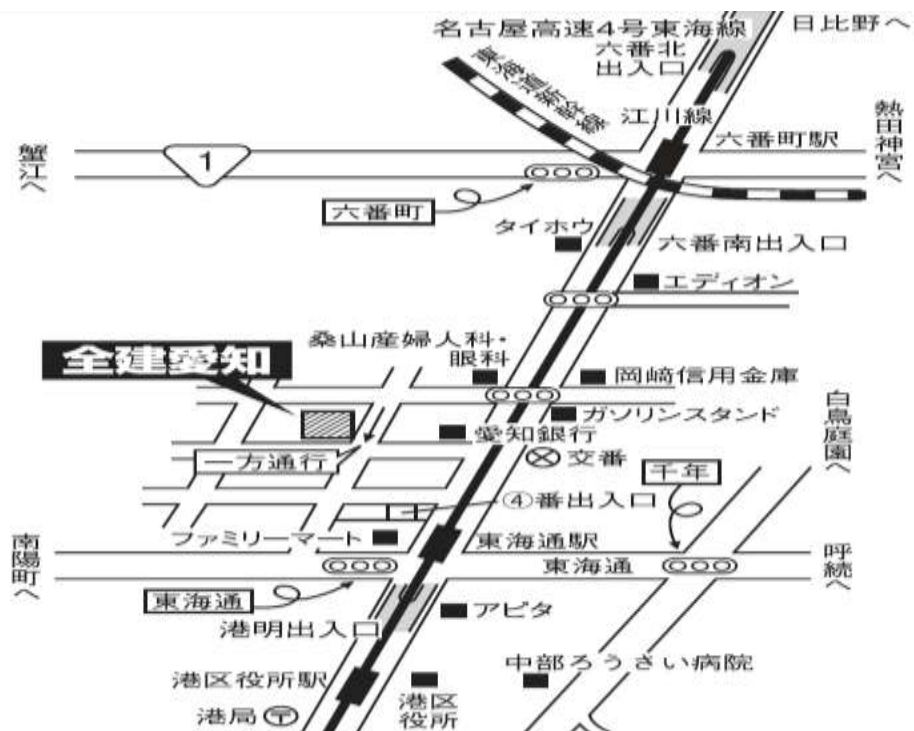 名古屋高速4号東海線
日比野へ
六番北
出入口
東海道新幹線
江川線
六番町駅
熱田神宮へ
蟹江へ
1
六番町
タイホウ
六番南出入口
エディオン
桑山産婦人科・
眼科
全建愛知
岡崎信用金庫
ガソリンスタンド
白鳥庭園へ
愛知銀行
一方通行
交番
千年
④番出入口
ファミリーマート
東海通駅
南陽町へ
東海通
呼続へ
東海通
アピタ
港明出入口
中部ろうさい病院
港区役所駅
港区
役所
港局〒